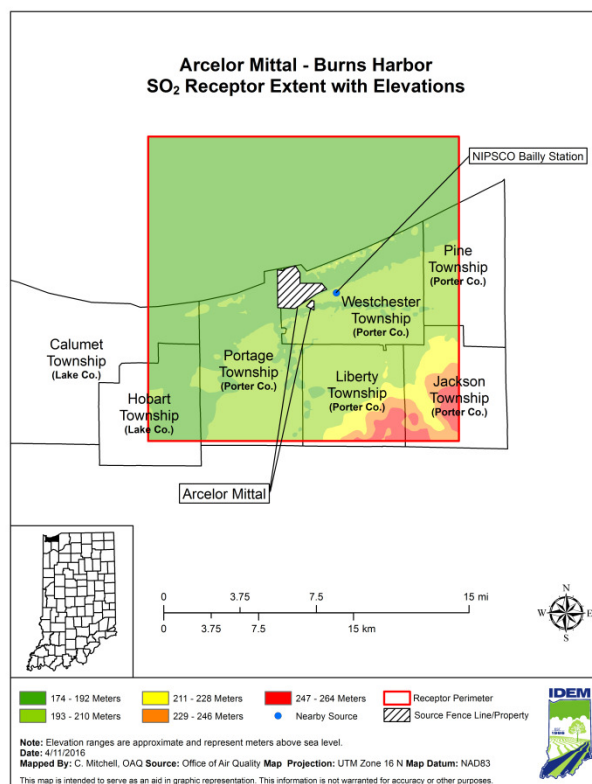 Arcelor Mittal - Burns Harbor
SO2 Receptor Extent with Elevations
NIPSCO Bailly Station
Pine
Township
(Porter Co.)
Westchester
Township
(Porter Co.)
Calumet
Township
(Lake Co.)
Portage
Township
(Porter Co.)
Liberty
Township
(Porter Co.)
Jackson
Township
(Porter Co.)
Hobart
Township
(Lake Co.)
Arcelor Mittal
0 3.75 7.5 15 mi
0 3.75 7.5 15 km
N
W E
S
174 - 192 Meters 211 - 228 Meters 247 - 264 Meters Receptor Perimeter
193 - 210 Meters 229 - 246 Meters Nearby Source Source Fence Line/Property
IDEM
Note: Elevation ranges are approximate and represent meters above sea level.
Date: 4/11/2016
Mapped By: C. Mitchell, OAQ Source: Office of Air Quality Map Projection: UTM Zone 16 N Map Datum: NAD83
This map is intended to serve as an aid in graphic representation. This information is not warranted for accuracy or other purposes.